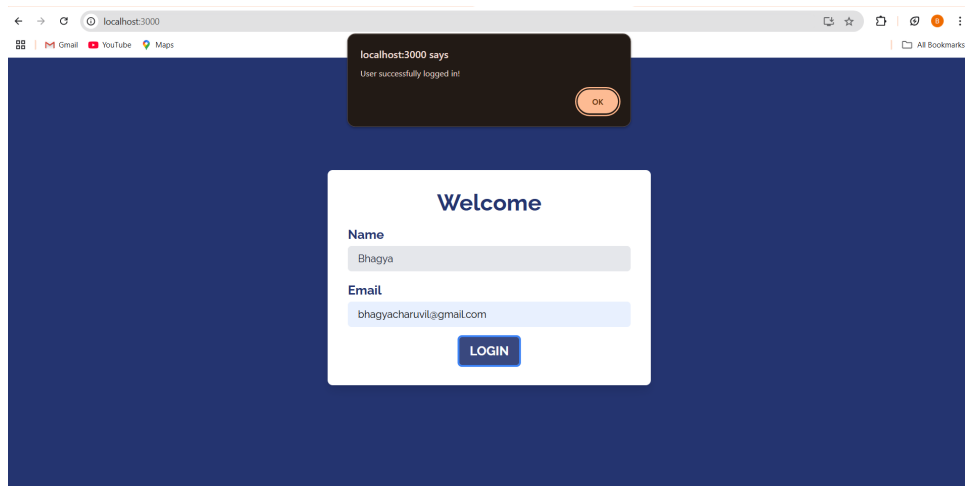 localhost:3000
Gmail YouTube Maps All Bookmarks
localhost:3000 says
User successfully logged in!
OK
Welcome
Name
Bhagya
Email
bhagyacharuvil@gmail.com
LOGIN